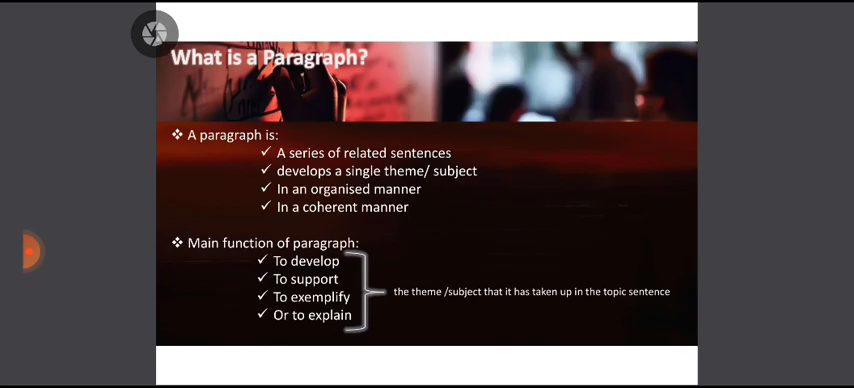 What is a Paragraph?
❖ A paragraph is:
✓ A series of related sentences
✓ develops a single theme/ subject
✓ In an organised manner
✓ In a coherent manner
❖ Main function of paragraph:
✓ To develop
✓ To support
✓ To exemplify
✓ Or to explain
the theme /subject that it has taken up in the topic sentence